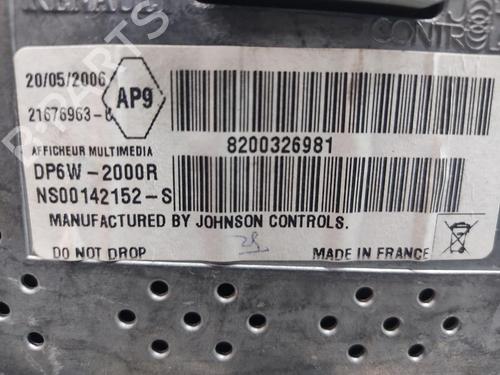 CONTRO
20/05/2006
AP9
21676963-
8200326981
AFFICHEUR MULTIMEDIA
DP6W-2000R
NS00142152-S
MANUFACTURED BY JOHNSON CONTROLS.
DO NOT DROP
MADE IN FRANCE